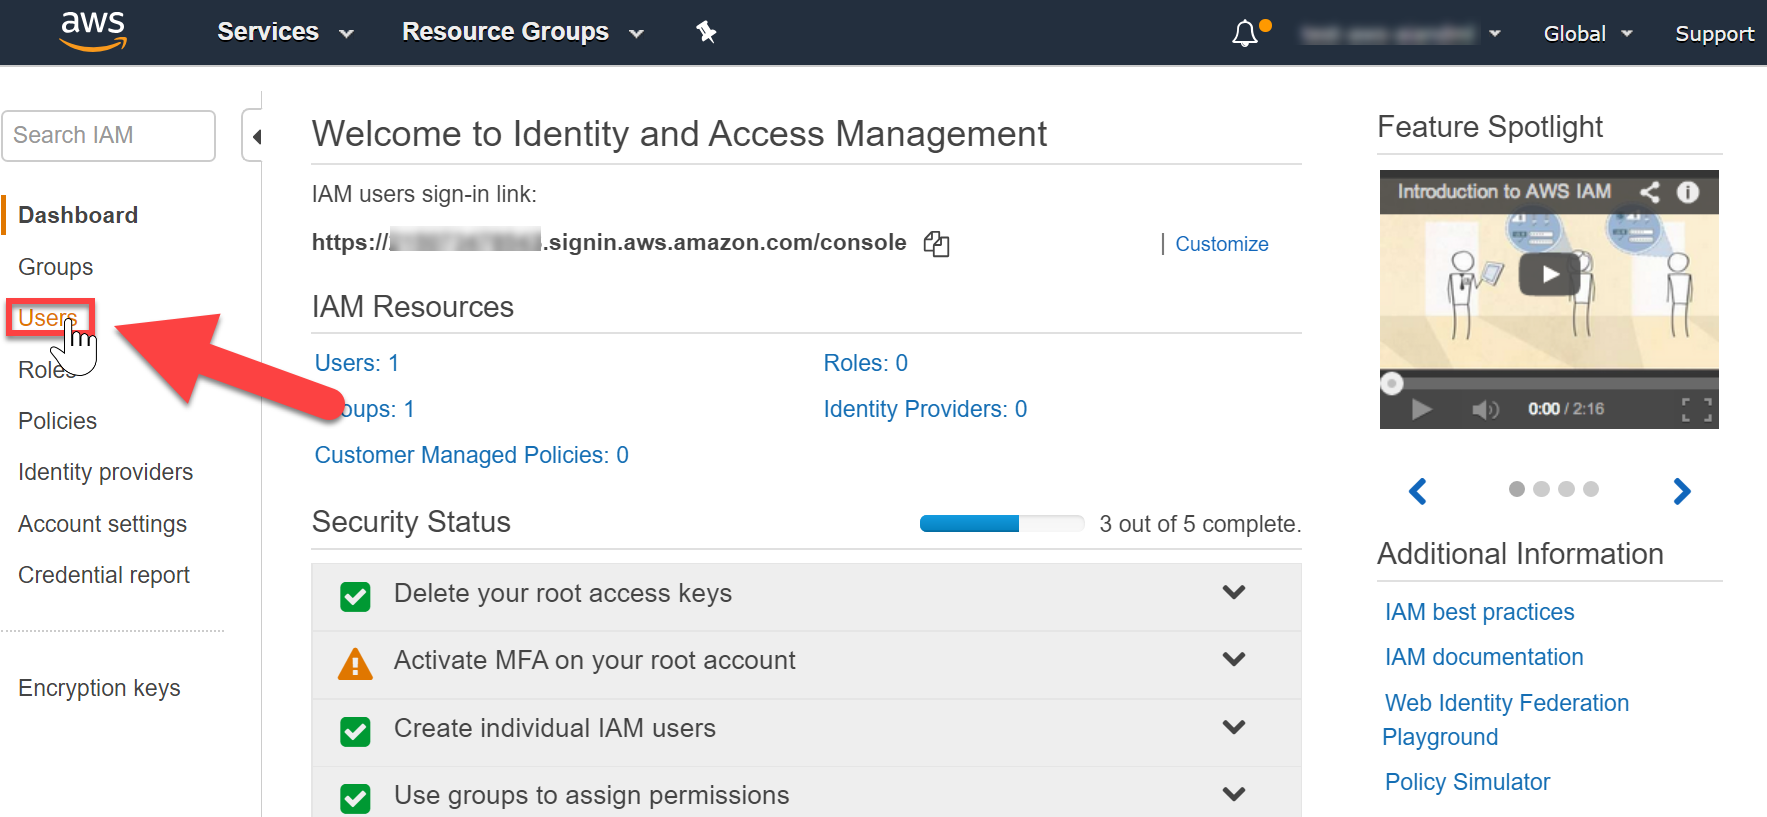 aws
Services
Resource Groups
Global
Support
Search IAM
Dashboard
Groups
Users
Roles
Policies
Identity providers
Account settings
Credential report
Encryption keys
Welcome to Identity and Access Management
IAM users sign-in link:
https:// .signin.aws.amazon.com/console
| Customize
IAM Resources
Users: 1
Roles: 0
oups: 1
Identity Providers: 0
Customer Managed Policies: 0
Security Status
3 out of 5 complete.
Delete your root access keys
Activate MFA on your root account
Create individual IAM users
Use groups to assign permissions
Feature Spotlight
Introduction to AWS IAM
0:00 / 2:16
Additional Information
IAM best practices
IAM documentation
Web Identity Federation
Playground
Policy Simulator